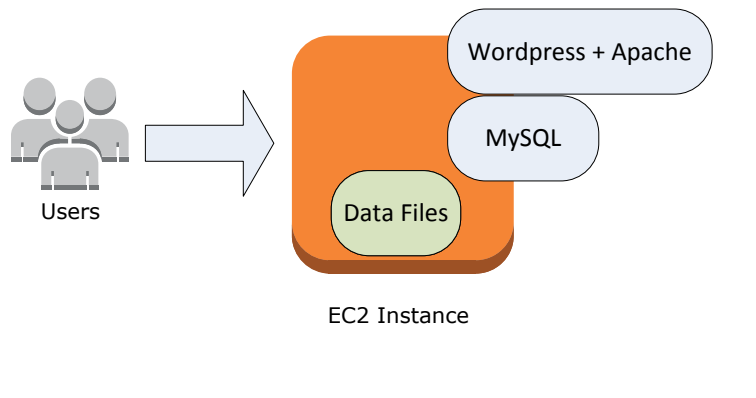 Wordpress + Apache
MySQL
Data Files
Users
EC2 Instance